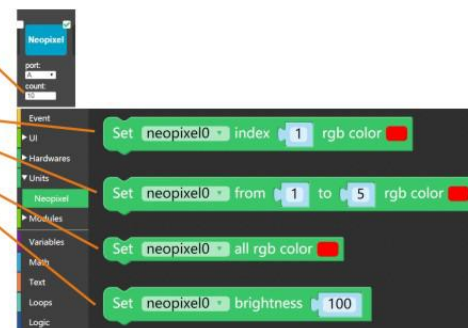 Neopixel
port:
A
count:
10
Event
UI
Hardwares
Units
Neopixel
Modules
Variables
Math
Text
Loops
Logic
Set neopixel0 index 1 rgb color
Set neopixel0 from 1 to 5 rgb color
Set neopixel0 all rgb color
Set neopixel0 brightness 100